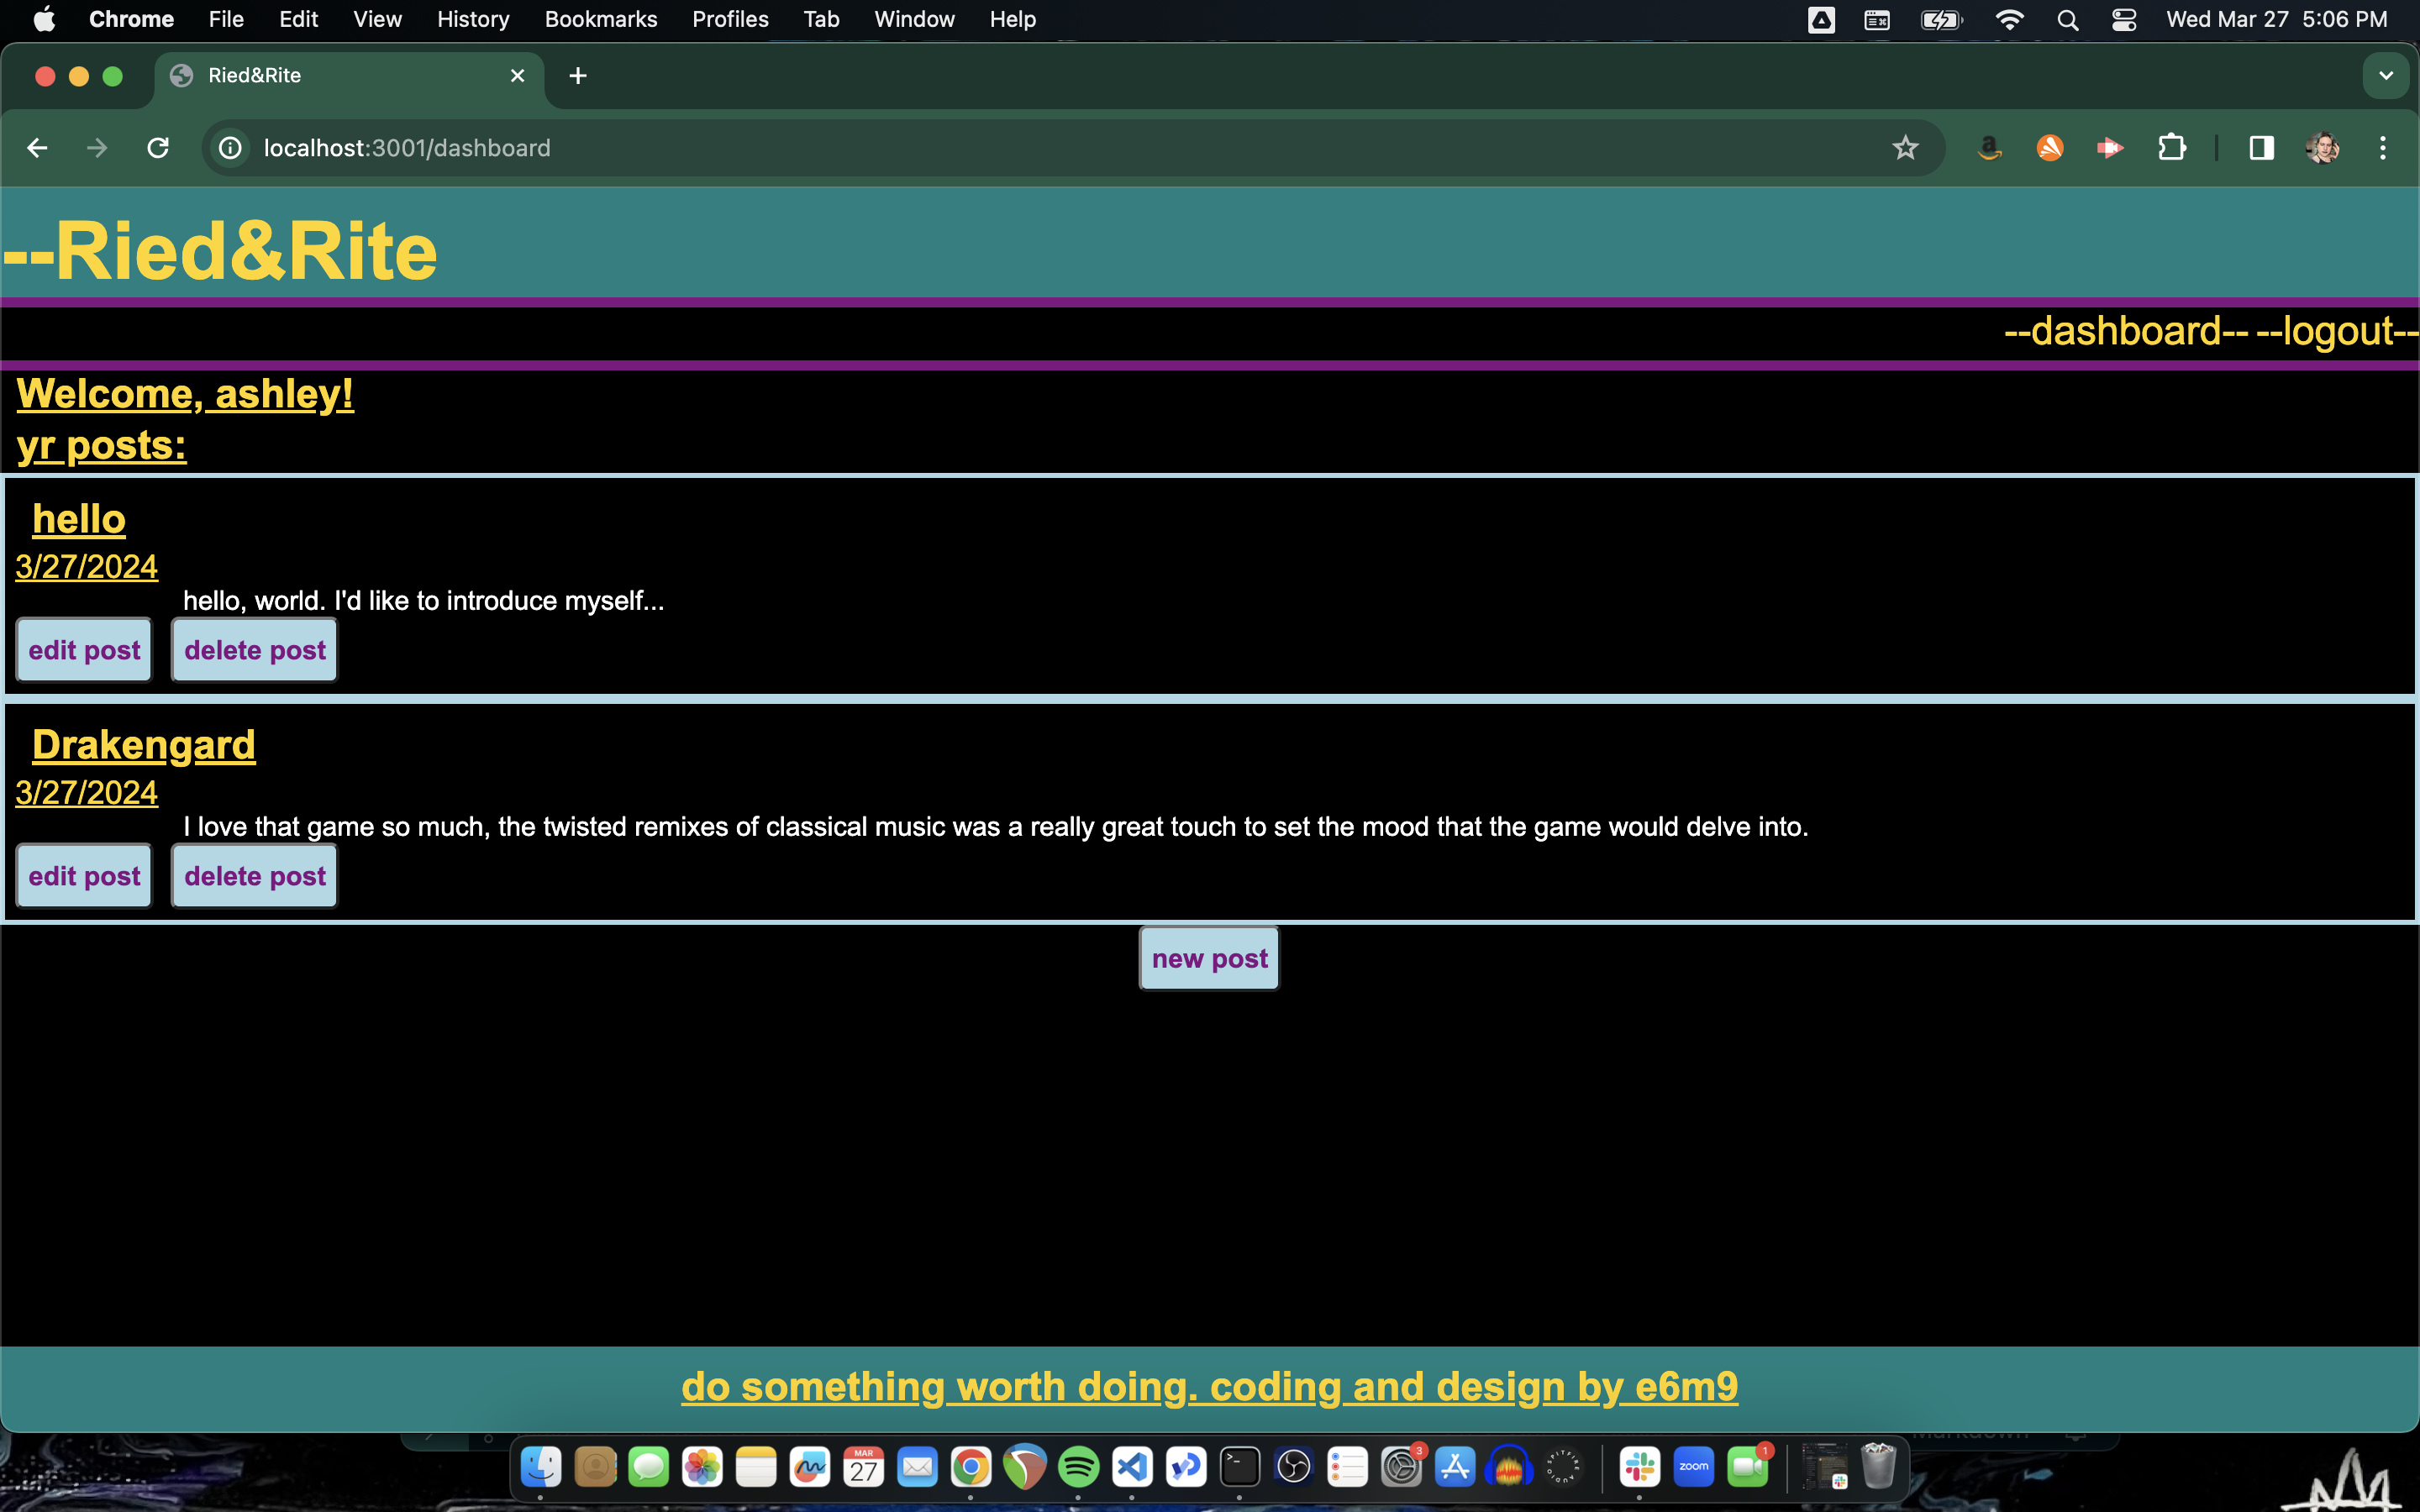 Chrome File Edit View History Bookmarks Profiles Tab Window Help Wed Mar 27 5:06 PM
Ried&Rite
localhost:3001/dashboard
--Ried&Rite
--dashboard-- --logout--
Welcome, ashley!
yr posts:
hello
3/27/2024
hello, world. I'd like to introduce myself...
edit post delete post
Drakengard
3/27/2024
I love that game so much, the twisted remixes of classical music was a really great touch to set the mood that the game would delve into.
edit post delete post
new post
do something worth doing. coding and design by e6m9
MAR
27
3
zoom
1